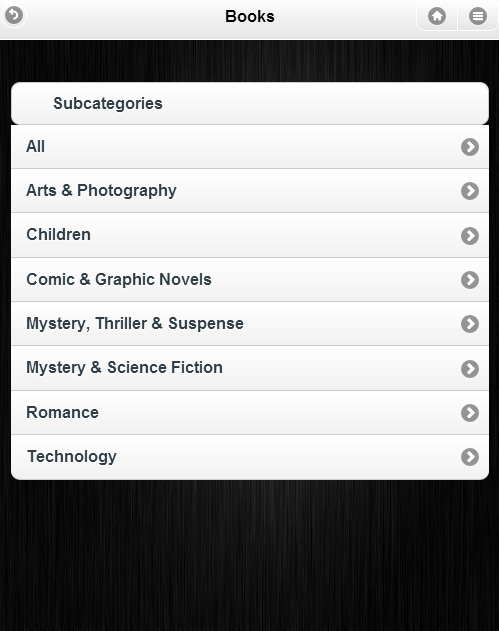 Books
Subcategories
All
Arts & Photography
Children
Comic & Graphic Novels
Mystery, Thriller & Suspense
Mystery & Science Fiction
Romance
Technology